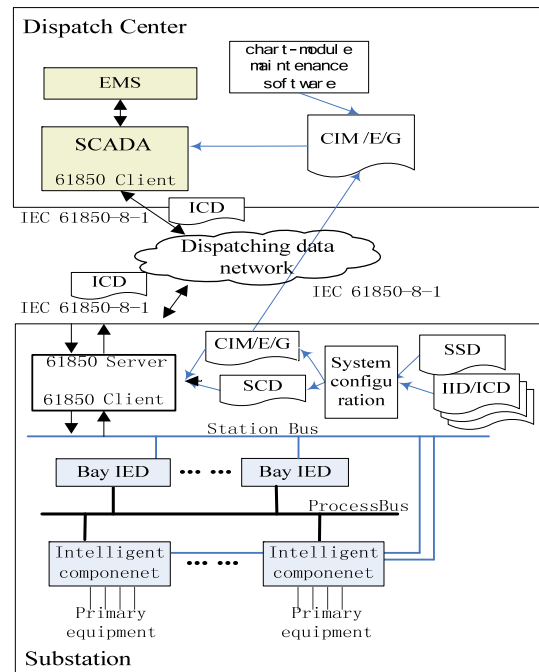 Dispatch Center
chart-module
maintenance
software
EMS
SCADA
61850 Client
CIM /E/G
ICD
IEC 61850-8-1
Dispatching data
network
ICD
IEC 61850-8-1
IEC 61850-8-1
61850 Server
61850 Client
CIM/E/G
SCD
System
configu
ration
SSD
IID/ICD
Station Bus
Bay IED
... ...
Bay IED
ProcessBus
Intelligent
componenet
... ...
Intelligent
componenet
Primary
equipment
Primary
equipment
Substation